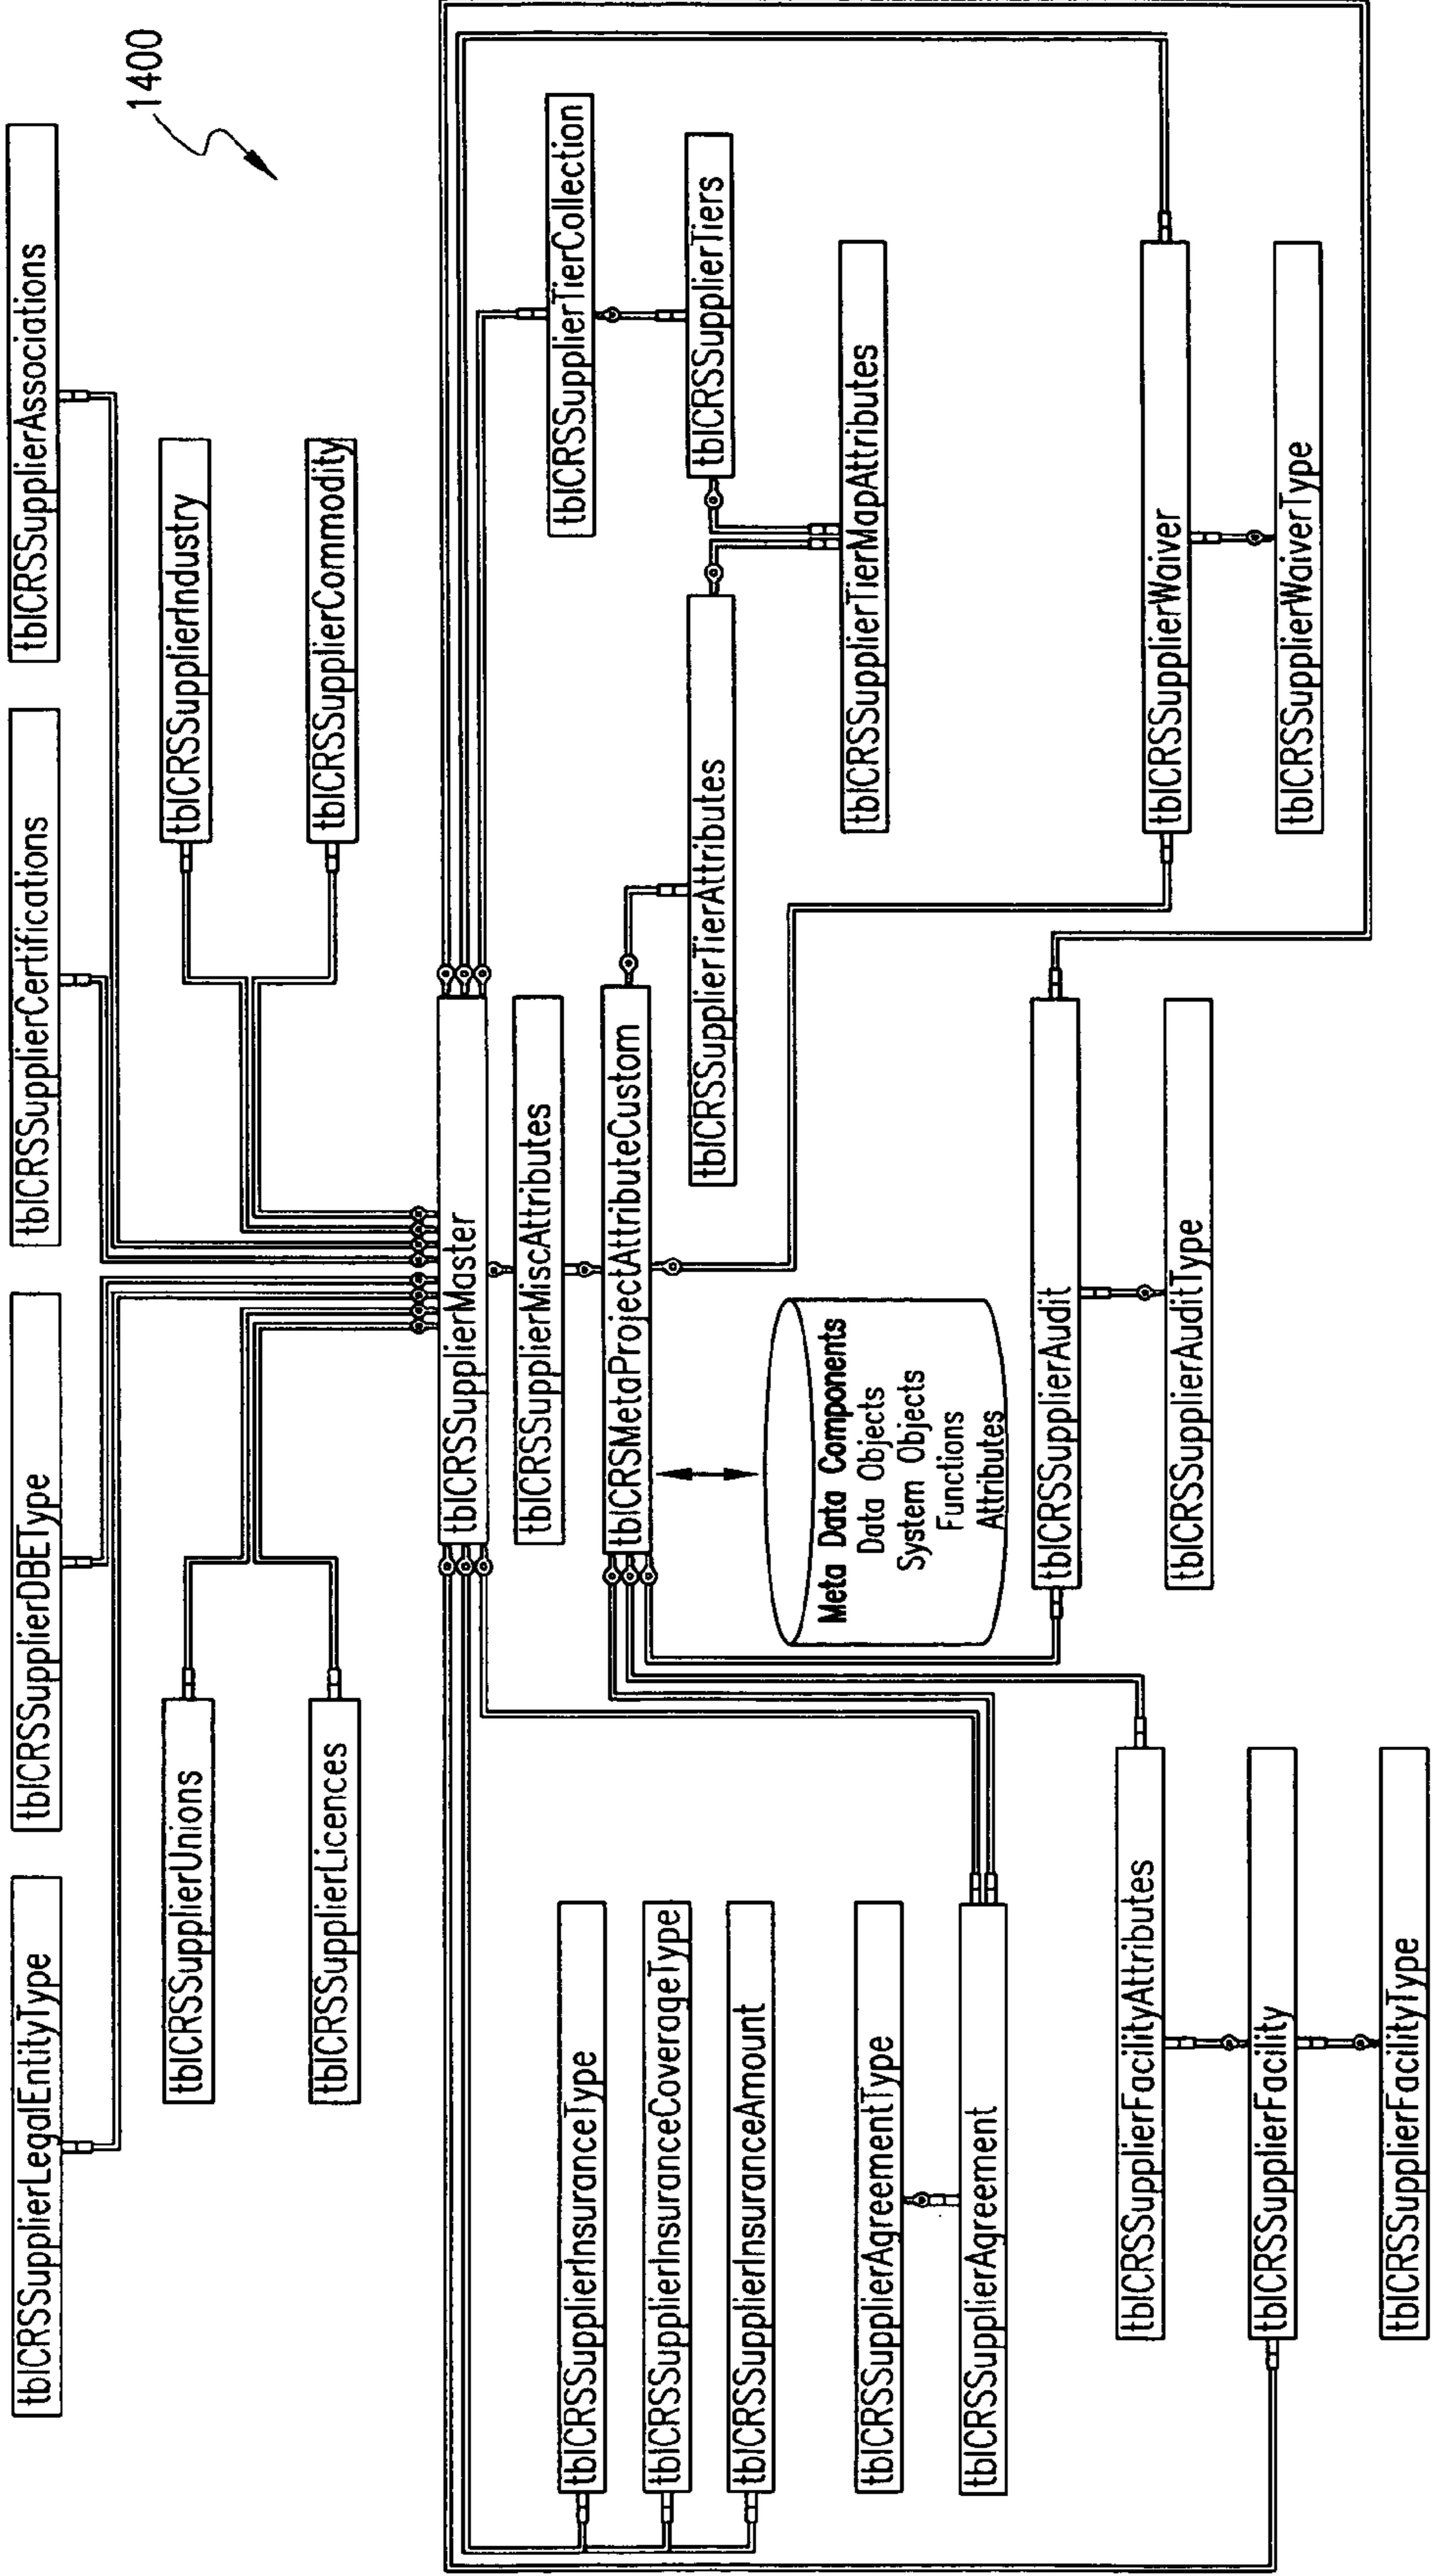 1400
tblCRSSupplierLegalEntityType
tblCRSSupplierDBEType
tblCRSSupplierCertifications
tblCRSSupplierAssociations
tblCRSSupplierUnions
tblCRSSupplierIndustry
tblCRSSupplierLicences
tblCRSSupplierCommodity
tblCRSSupplierMaster
tblCRSSupplierMiscAttributes
tblCRSMetaProjectAttributeCustom
tblCRSSupplierTierCollection
tblCRSSupplierTiers
tblCRSSupplierTierAttributes
tblCRSSupplierTierMapAttributes
tblCRSSupplierInsuranceType
tblCRSSupplierInsuranceCoverageType
tblCRSSupplierInsuranceAmount
Meta Data Components
Data Objects
System Objects
Functions
Attributes
tblCRSSupplierAgreementType
tblCRSSupplierAgreement
tblCRSSupplierAudit
tblCRSSupplierAuditType
tblCRSSupplierWaiver
tblCRSSupplierWaiverType
tblCRSSupplierFacilityAttributes
tblCRSSupplierFacility
tblCRSSupplierFacilityType